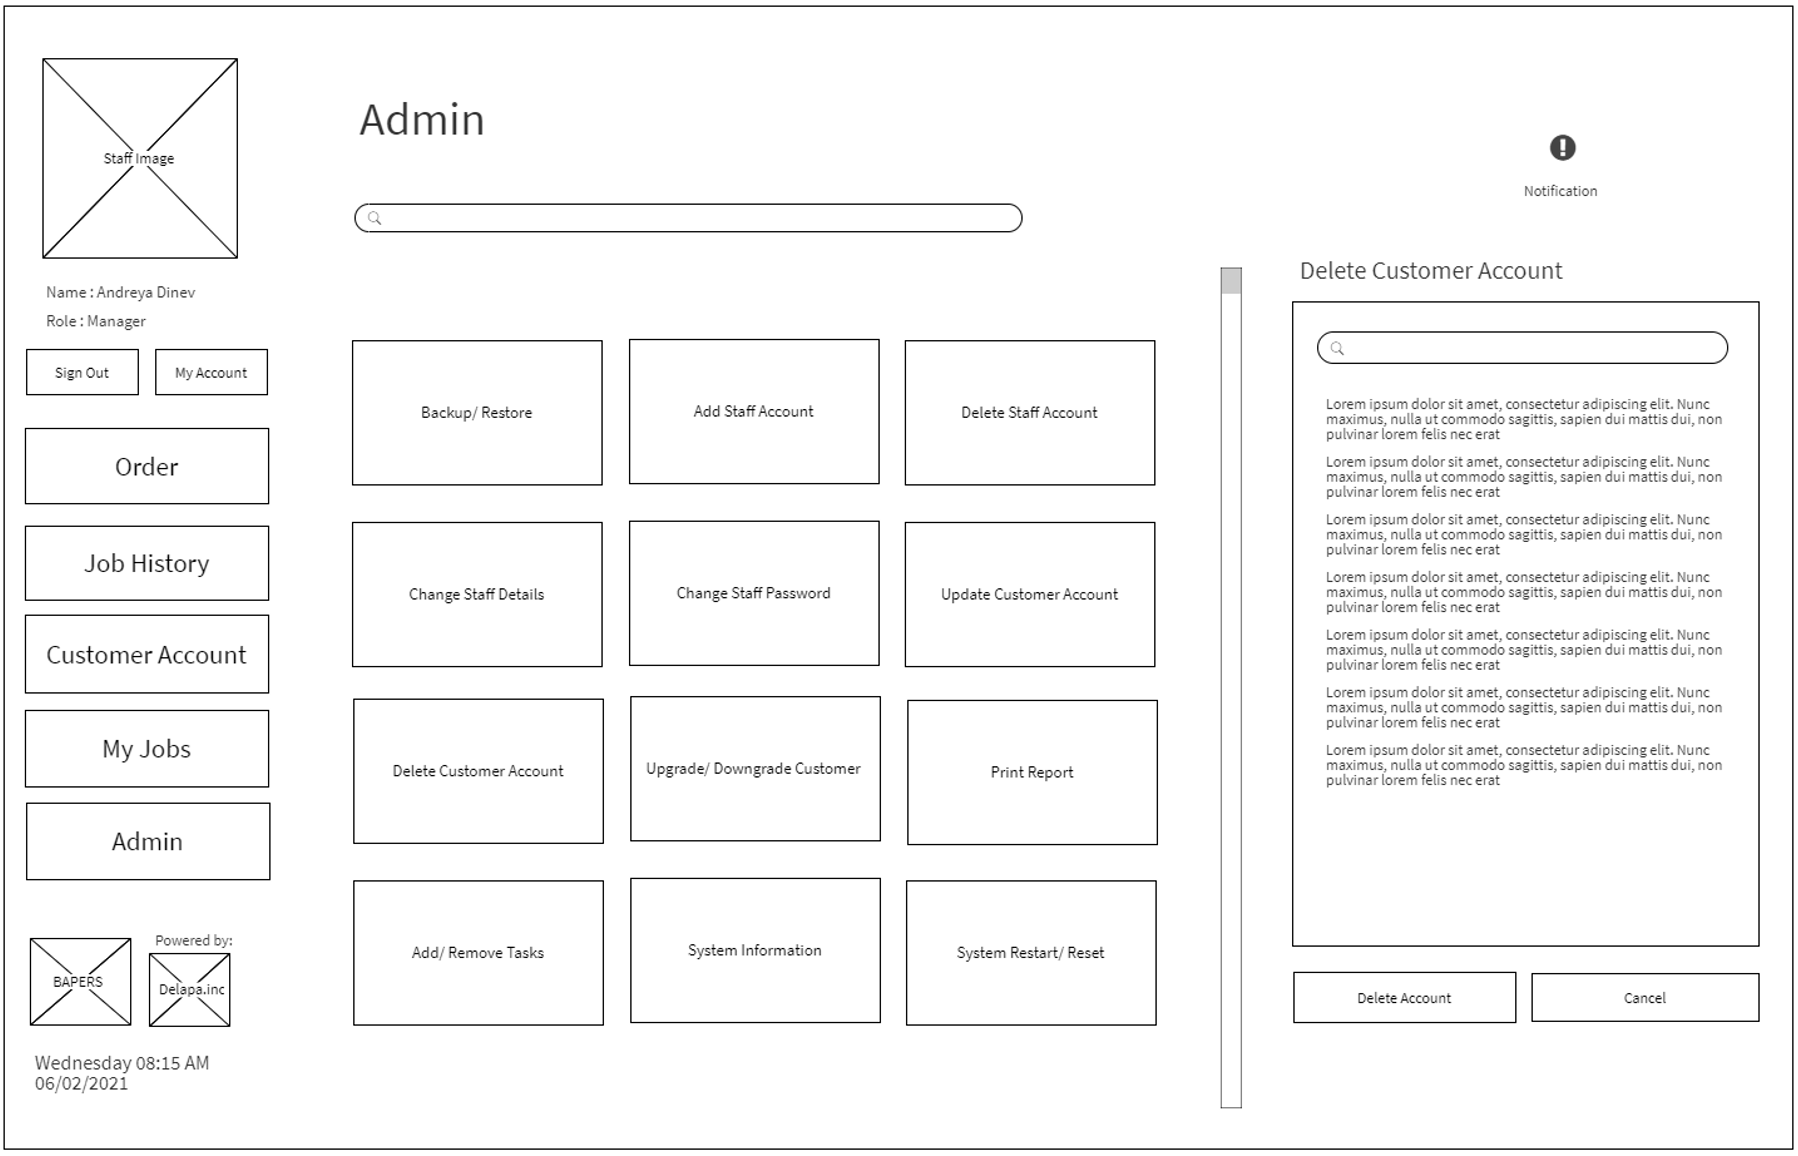 Staff Image
Name : Andreya Dinev
Role : Manager
Sign Out
My Account
Order
Job History
Customer Account
My Jobs
Admin
BAPERS
Powered by:
Delapa.inc
Wednesday 08:15 AM
06/02/2021
Admin
Backup/ Restore
Add Staff Account
Delete Staff Account
Change Staff Details
Change Staff Password
Update Customer Account
Delete Customer Account
Upgrade/ Downgrade Customer
Print Report
Add/ Remove Tasks
System Information
System Restart/ Reset
Notification
Delete Customer Account
Lorem ipsum dolor sit amet, consectetur adipiscing elit. Nunc
maximus, nulla ut commodo sagittis, sapien dui mattis dui, non
pulvinar lorem felis nec erat
Lorem ipsum dolor sit amet, consectetur adipiscing elit. Nunc
maximus, nulla ut commodo sagittis, sapien dui mattis dui, non
pulvinar lorem felis nec erat
Lorem ipsum dolor sit amet, consectetur adipiscing elit. Nunc
maximus, nulla ut commodo sagittis, sapien dui mattis dui, non
pulvinar lorem felis nec erat
Lorem ipsum dolor sit amet, consectetur adipiscing elit. Nunc
maximus, nulla ut commodo sagittis, sapien dui mattis dui, non
pulvinar lorem felis nec erat
Lorem ipsum dolor sit amet, consectetur adipiscing elit. Nunc
maximus, nulla ut commodo sagittis, sapien dui mattis dui, non
pulvinar lorem felis nec erat
Lorem ipsum dolor sit amet, consectetur adipiscing elit. Nunc
maximus, nulla ut commodo sagittis, sapien dui mattis dui, non
pulvinar lorem felis nec erat
Lorem ipsum dolor sit amet, consectetur adipiscing elit. Nunc
maximus, nulla ut commodo sagittis, sapien dui mattis dui, non
pulvinar lorem felis nec erat
Delete Account
Cancel